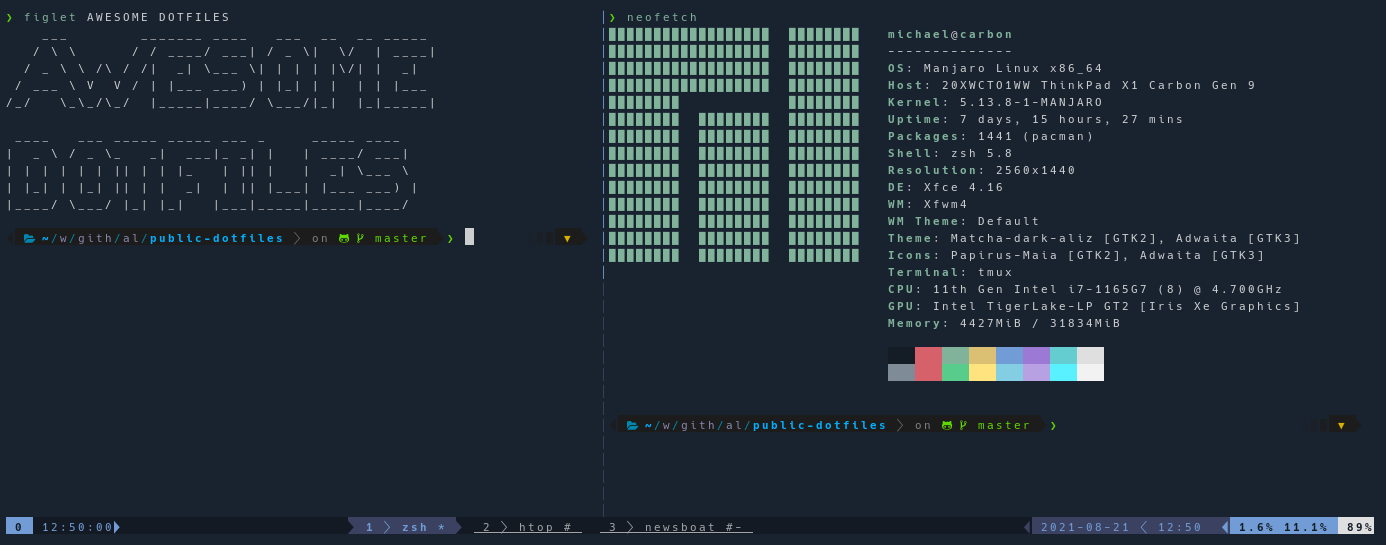 ❯ figlet AWESOME DOTFILES
AWESOME
DOTFILES
~/w/gith/al/public-dotfiles > on master ❯
❯ neofetch
michael@carbon
--------------
OS: Manjaro Linux x86_64
Host: 20XWCTO1WW ThinkPad X1 Carbon Gen 9
Kernel: 5.13.8-1-MANJARO
Uptime: 7 days, 15 hours, 27 mins
Packages: 1441 (pacman)
Shell: zsh 5.8
Resolution: 2560x1440
DE: Xfce 4.16
WM: Xfwm4
WM Theme: Default
Theme: Matcha-dark-aliz [GTK2], Adwaita [GTK3]
Icons: Papirus-Maia [GTK2], Adwaita [GTK3]
Terminal: tmux
CPU: 11th Gen Intel i7-1165G7 (8) @ 4.700GHz
GPU: Intel TigerLake-LP GT2 [Iris Xe Graphics]
Memory: 4427MiB / 31834MiB
~/w/gith/al/public-dotfiles > on master ❯
0 12:50:00 1 > zsh * 2 > htop # 3 > newsboat #- 2021-08-21 < 12:50 1.6% 11.1% 89%